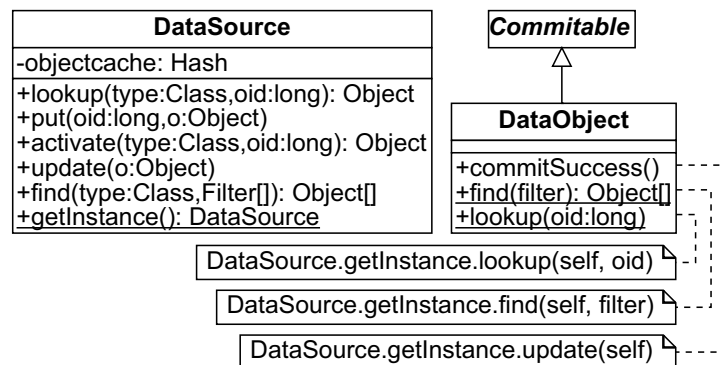 DataSource
-objectcache: Hash
+lookup(type:Class,oid:long): Object
+put(oid:long,o:Object)
+activate(type:Class,oid:long): Object
+update(o:Object)
+find(type:Class,Filter[]): Object[]
+getInstance(): DataSource
Commitable
DataObject
+commitSuccess()
+find(filter): Object[]
+lookup(oid:long)
DataSource.getInstance.lookup(self, oid)
DataSource.getInstance.find(self, filter)
DataSource.getInstance.update(self)